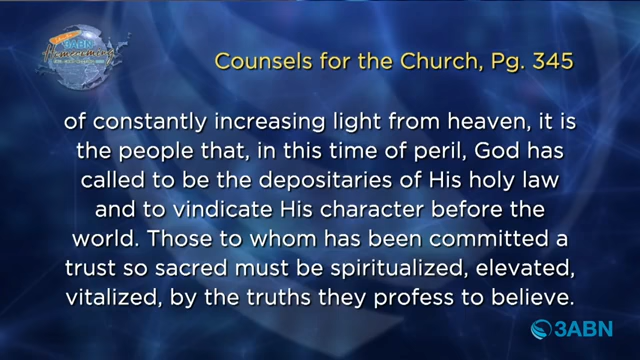 3ABN
Homecoming
Counsels for the Church, Pg. 345
of constantly increasing light from heaven, it is
the people that, in this time of peril, God has
called to be the depositaries of His holy law
and to vindicate His character before the
world. Those to whom has been committed a
trust so sacred must be spiritualized, elevated,
vitalized, by the truths they profess to believe.
3ABN